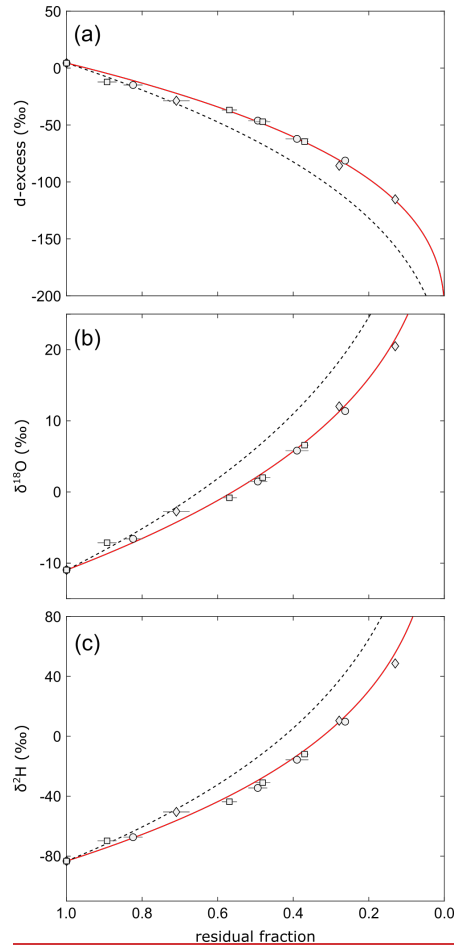 50
(a)
0
-50
-100
-150
-200
d-excess (‰)
(b)
20
10
0
-10
δ18O (‰)
80
(c)
40
0
-40
-80
δ2H (‰)
1.0 0.8 0.6 0.4 0.2 0.0
residual fraction